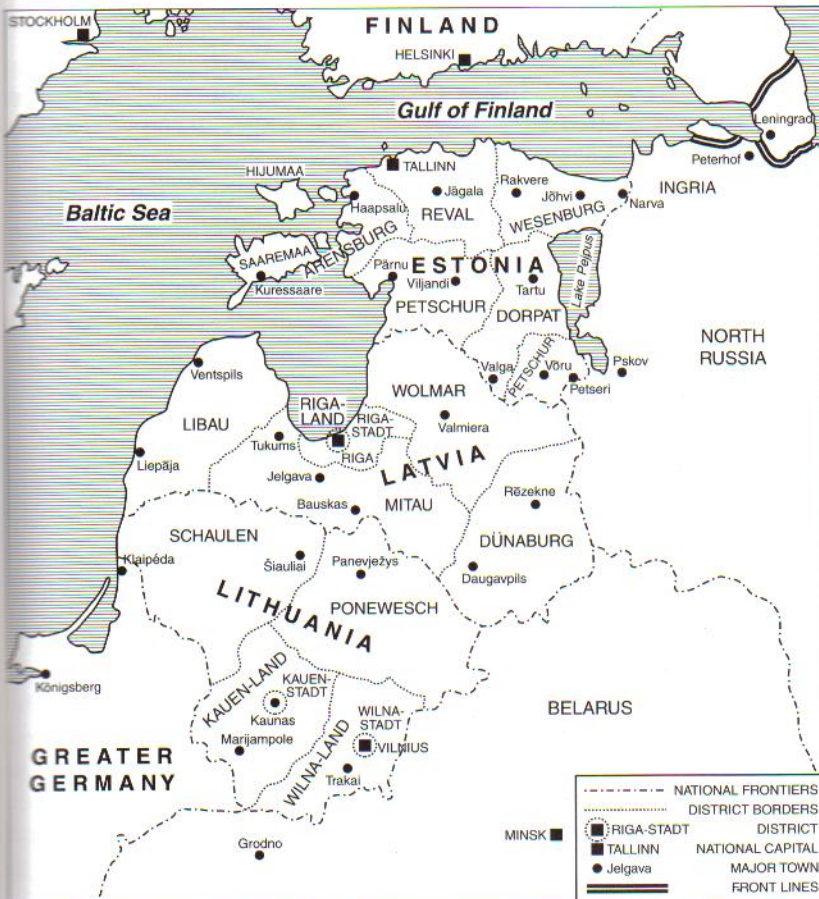 STOCKHOLM
FINLAND
HELSINKI
Gulf of Finland
Leningrad
Peterhof
INGRIA
HIJUMAA
TALLINN
Baltic Sea
Haapsalu
Jägala
REVAL
Rakvere
Jõhvi
WESENBURG
Narva
SAAREMAA
ARENSBURG
Kuressaare
Pärnu
ESTONIA
Viljandi
Tartu
Lake Peipus
PETSCHUR
DORPAT
NORTH
RUSSIA
Ventspils
Valga
PETSCHUR
Võru
Petseri
Pskov
LIBAU
RIGA-
LAND
RIGA-
STADT
WOLMAR
Valmiera
Tukums
RIGA
Liepāja
Jelgava
LATVIA
Bauskas
MITAU
Rēzekne
SCHAULEN
DÜNABURG
Klaipéda
Šiauliai
Panevježys
Daugavpils
LITHUANIA
PONEWESCH
Königsberg
KAUEN-LAND
KAUEN-
STADT
Kaunas
Marijampole
WILNA-
STADT
VILNIUS
WILNA-LAND
Trakai
BELARUS
GREATER
GERMANY
Grodno
MINSK
NATIONAL FRONTIERS
DISTRICT BORDERS
RIGA-STADT DISTRICT
TALLINN NATIONAL CAPITAL
Jelgava MAJOR TOWN
FRONT LINES